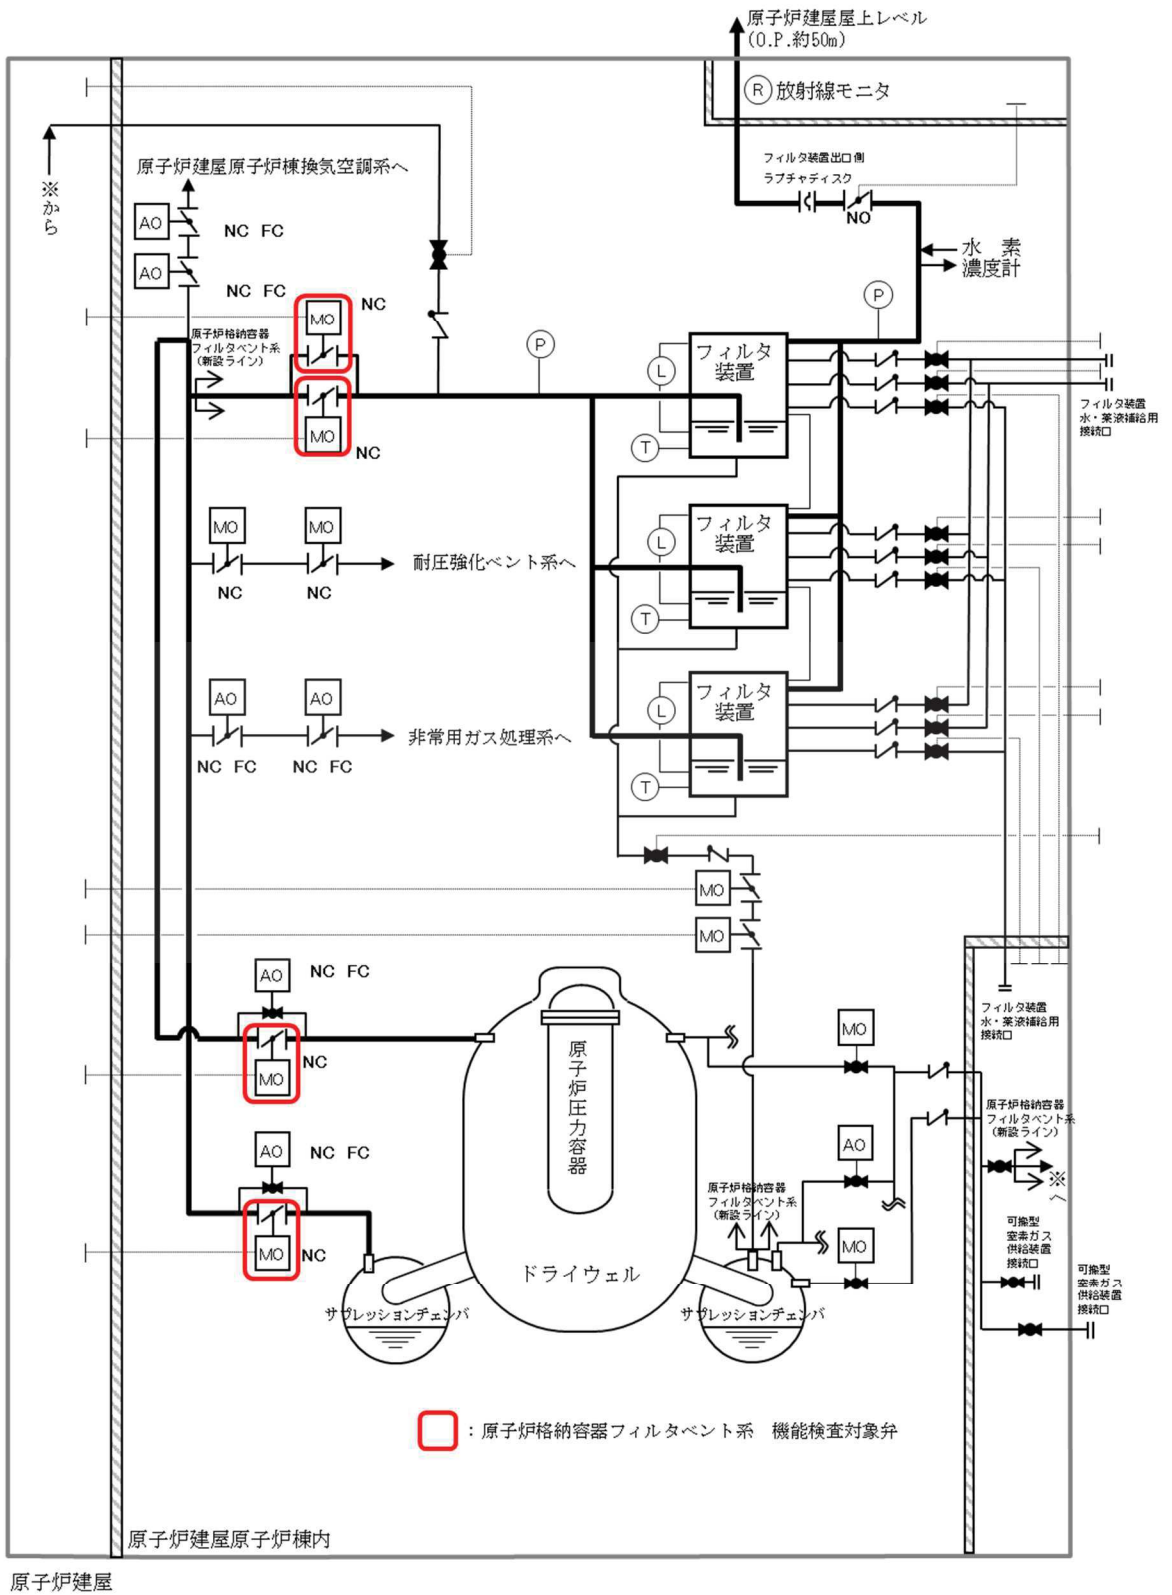 原子炉建屋屋上レベル
(O.P.約50m)
R 放射線モニタ
フィルタ装置出口側
ラプチャディスク
NO
※から
原子炉建屋原子炉棟換気空調系へ
AO
NC FC
AO
NC FC
水 素
濃度計
P
MO
NC
原子炉格納容器
フィルタベント系
(新設ライン)
P
MO
NC
フィルタ
装置
L
T
フィルタ装置
水・薬液補給用
接続口
MO
MO
NC
NC
耐圧強化ベント系へ
フィルタ
装置
L
T
AO
AO
NC FC
NC FC
非常用ガス処理系へ
フィルタ
装置
L
T
MO
MO
AO
NC FC
MO
NC
原子炉圧力容器
フィルタ装置
水・薬液補給用
接続口
MO
AO
NC FC
MO
NC
AO
MO
原子炉格納容器
フィルタベント系
(新設ライン)
原子炉格納容器
フィルタベント系
(新設ライン)
※へ
可搬型
窒素ガス
供給装置
接続口
可搬型
窒素ガス
供給装置
接続口
ドライウェル
サプレッションチェンバ
サプレッションチェンバ
：原子炉格納容器フィルタベント系 機能検査対象弁
原子炉建屋原子炉棟内
原子炉建屋